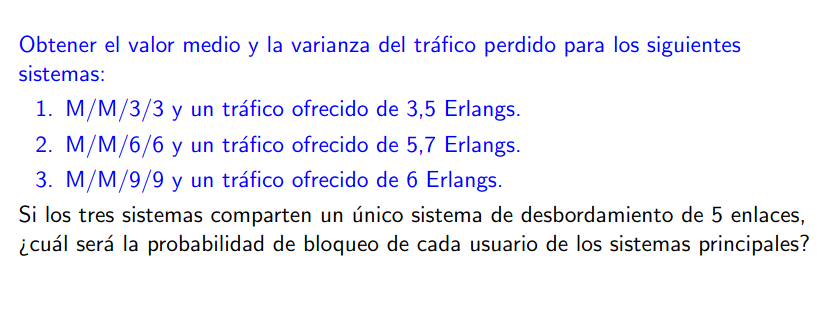 Obtener el valor medio y la varianza del tráfico perdido para los siguientes
sistemas:
1. M/M/3/3 y un tráfico ofrecido de 3,5 Erlangs.
2. M/M/6/6 y un tráfico ofrecido de 5,7 Erlangs.
3. M/M/9/9 y un tráfico ofrecido de 6 Erlangs.
Si los tres sistemas comparten un único sistema de desbordamiento de 5 enlaces,
¿cuál será la probabilidad de bloqueo de cada usuario de los sistemas principales?